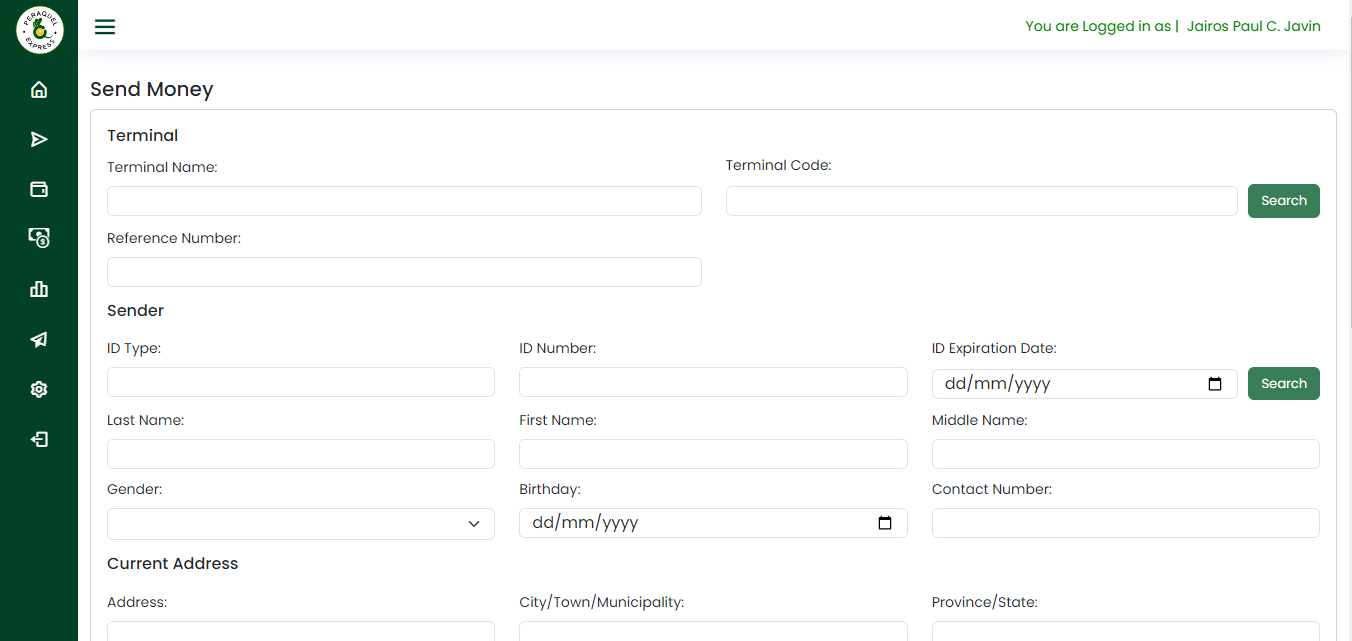 PERAQUEL
EXPRESS
You are Logged in as | Jairos Paul C. Javin
Send Money
Terminal
Terminal Name:
Terminal Code:
Search
Reference Number:
Sender
ID Type:
ID Number:
ID Expiration Date:
dd/mm/yyyy
Search
Last Name:
First Name:
Middle Name:
Gender:
Birthday:
Contact Number:
dd/mm/yyyy
Current Address
Address:
City/Town/Municipality:
Province/State: